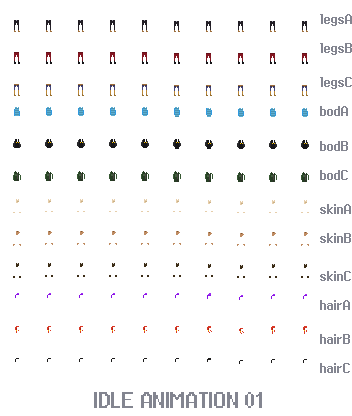 legsA
legsB
legsC
bodA
bodB
bodC
skinA
skinB
skinC
hairA
hairB
hairC
IDLE ANIMATION 01